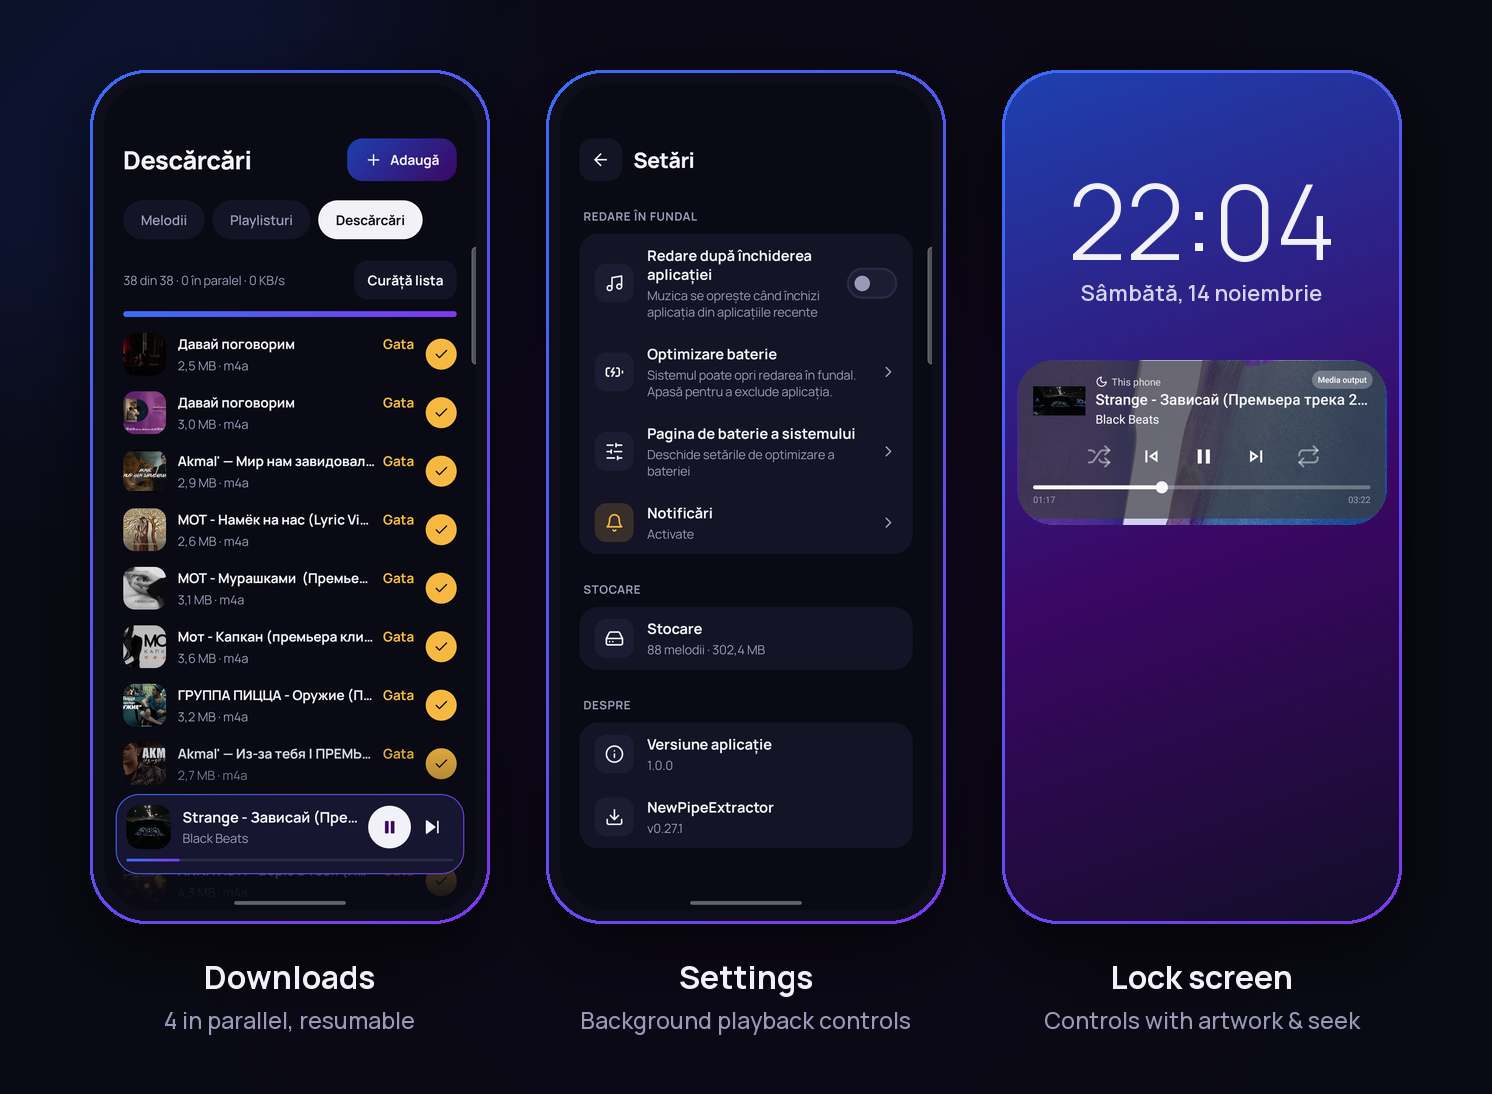 Descărcări
+ Adaugă
Melodii
Playlisturi
Descărcări
38 din 38 · 0 în paralel · 0 KB/s
Curăță lista
Давай поговорим
Gata
2,5 MB · m4a
Давай поговорим
Gata
3,0 MB · m4a
Akmal' — Мир нам завидовал...
Gata
2,9 MB · m4a
МОТ - Намёк на нас (Lyric Vi...
Gata
2,6 MB · m4a
МОТ - Мурашками (Премье...
Gata
3,1 MB · m4a
Мот - Капкан (премьера кли...
Gata
3,6 MB · m4a
ГРУППА ПИЦЦА - Оружие (П...
Gata
3,2 MB · m4a
Akmal' — Из-за тебя | ПРЕМЬ...
Gata
2,7 MB · m4a
Strange - Зависай (Пре...
Black Beats
4,3 MB · m4a
Downloads
4 in parallel, resumable
Setări
REDARE ÎN FUNDAL
Redare după închiderea
aplicației
Muzica se oprește când închizi
aplicația din aplicațiile recente
Optimizare baterie
Sistemul poate opri redarea în fundal.
Apasă pentru a exclude aplicația.
Pagina de baterie a sistemului
Deschide setările de optimizare a
bateriei
Notificări
Activate
STOCARE
Stocare
88 melodii · 302,4 MB
DESPRE
Versiune aplicație
1.0.0
NewPipeExtractor
v0.27.1
Settings
Background playback controls
22:04
Sâmbătă, 14 noiembrie
This phone
Media output
Strange - Зависай (Премьера трека 2...
Black Beats
01:17
03:22
Lock screen
Controls with artwork & seek